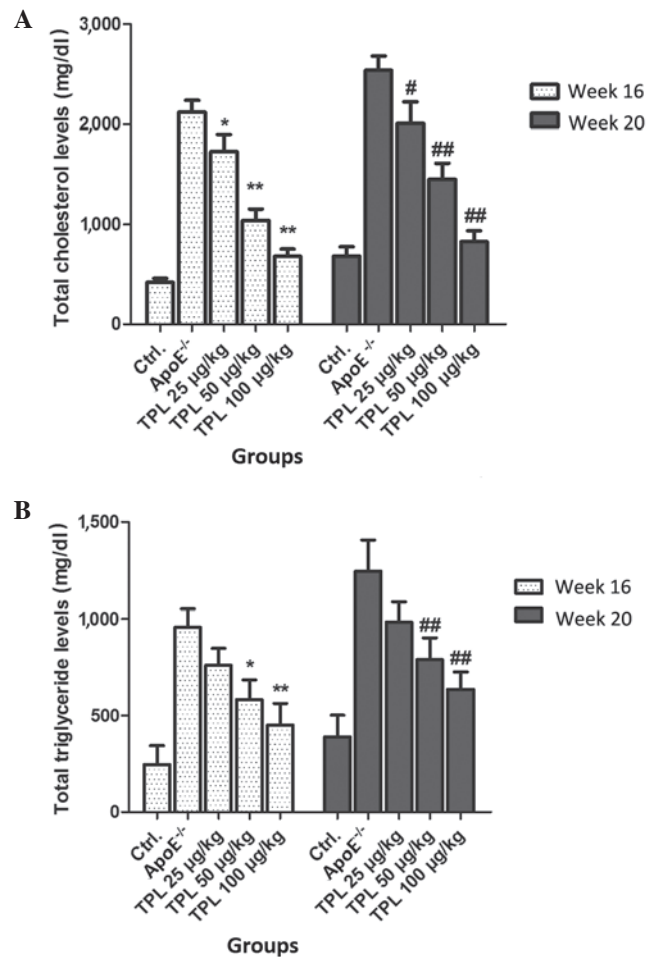 A
Total cholesterol levels (mg/dl)
3,000
2,000
1,000
0
*
**
**
#
##
##
Week 16
Week 20
Ctrl.
ApoE-/-
TPL 25 µg/kg
TPL 50 µg/kg
TPL 100 µg/kg
Ctrl.
ApoE-/-
TPL 25 µg/kg
TPL 50 µg/kg
TPL 100 µg/kg
Groups
B
Total triglyceride levels (mg/dl)
1,500
1,000
500
0
*
**
##
##
Week 16
Week 20
Ctrl.
ApoE-/-
TPL 25 µg/kg
TPL 50 µg/kg
TPL 100 µg/kg
Ctrl.
ApoE-/-
TPL 25 µg/kg
TPL 50 µg/kg
TPL 100 µg/kg
Groups